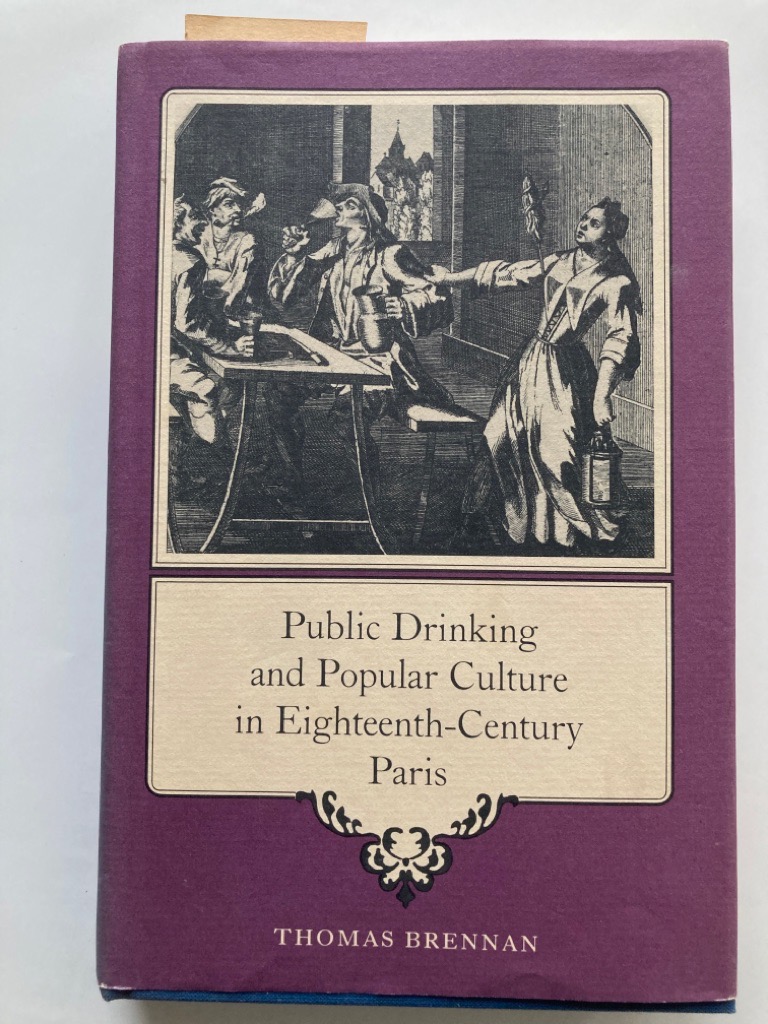 Public Drinking
and Popular Culture
in Eighteenth-Century
Paris
THOMAS BRENNAN